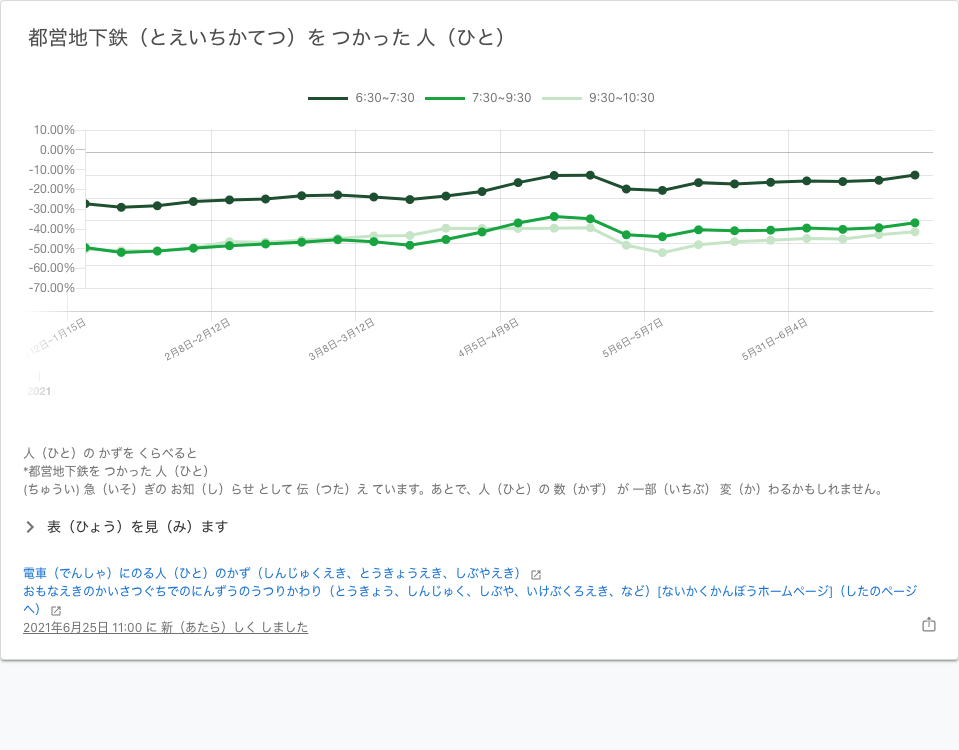 都営地下鉄（とえいちかてつ）を つかった 人（ひと）
6:30~7:30 7:30~9:30 9:30~10:30
10.00%
0.00%
-10.00%
-20.00%
-30.00%
-40.00%
-50.00%
-60.00%
-70.00%
12日~1月15日 2月8日~2月12日 3月8日~3月12日 4月5日~4月9日 5月6日~5月7日 5月31日~6月4日
2021
人（ひと）の かずを くらべると
*都営地下鉄を つかった 人（ひと）
(ちゅうい) 急（いそ）ぎの お知（し）らせ として 伝（つた）え ています。あとで、人（ひと）の 数（かず） が 一部（いちぶ） 変（か）わるかもしれません。
表（ひょう）を見（み）ます
電車（でんしゃ）にのる人（ひと）のかず（しんじゅくえき、とうきょうえき、しぶやえき）
おもなえきのかいさつぐちでのにんずうのうつりかわり（とうきょう、しんじゅく、しぶや、いけぶくろえき、など）[ないかくかんぼうホームページ]（したのページ
へ）
2021年6月25日 11:00 に 新（あたら）しく しました